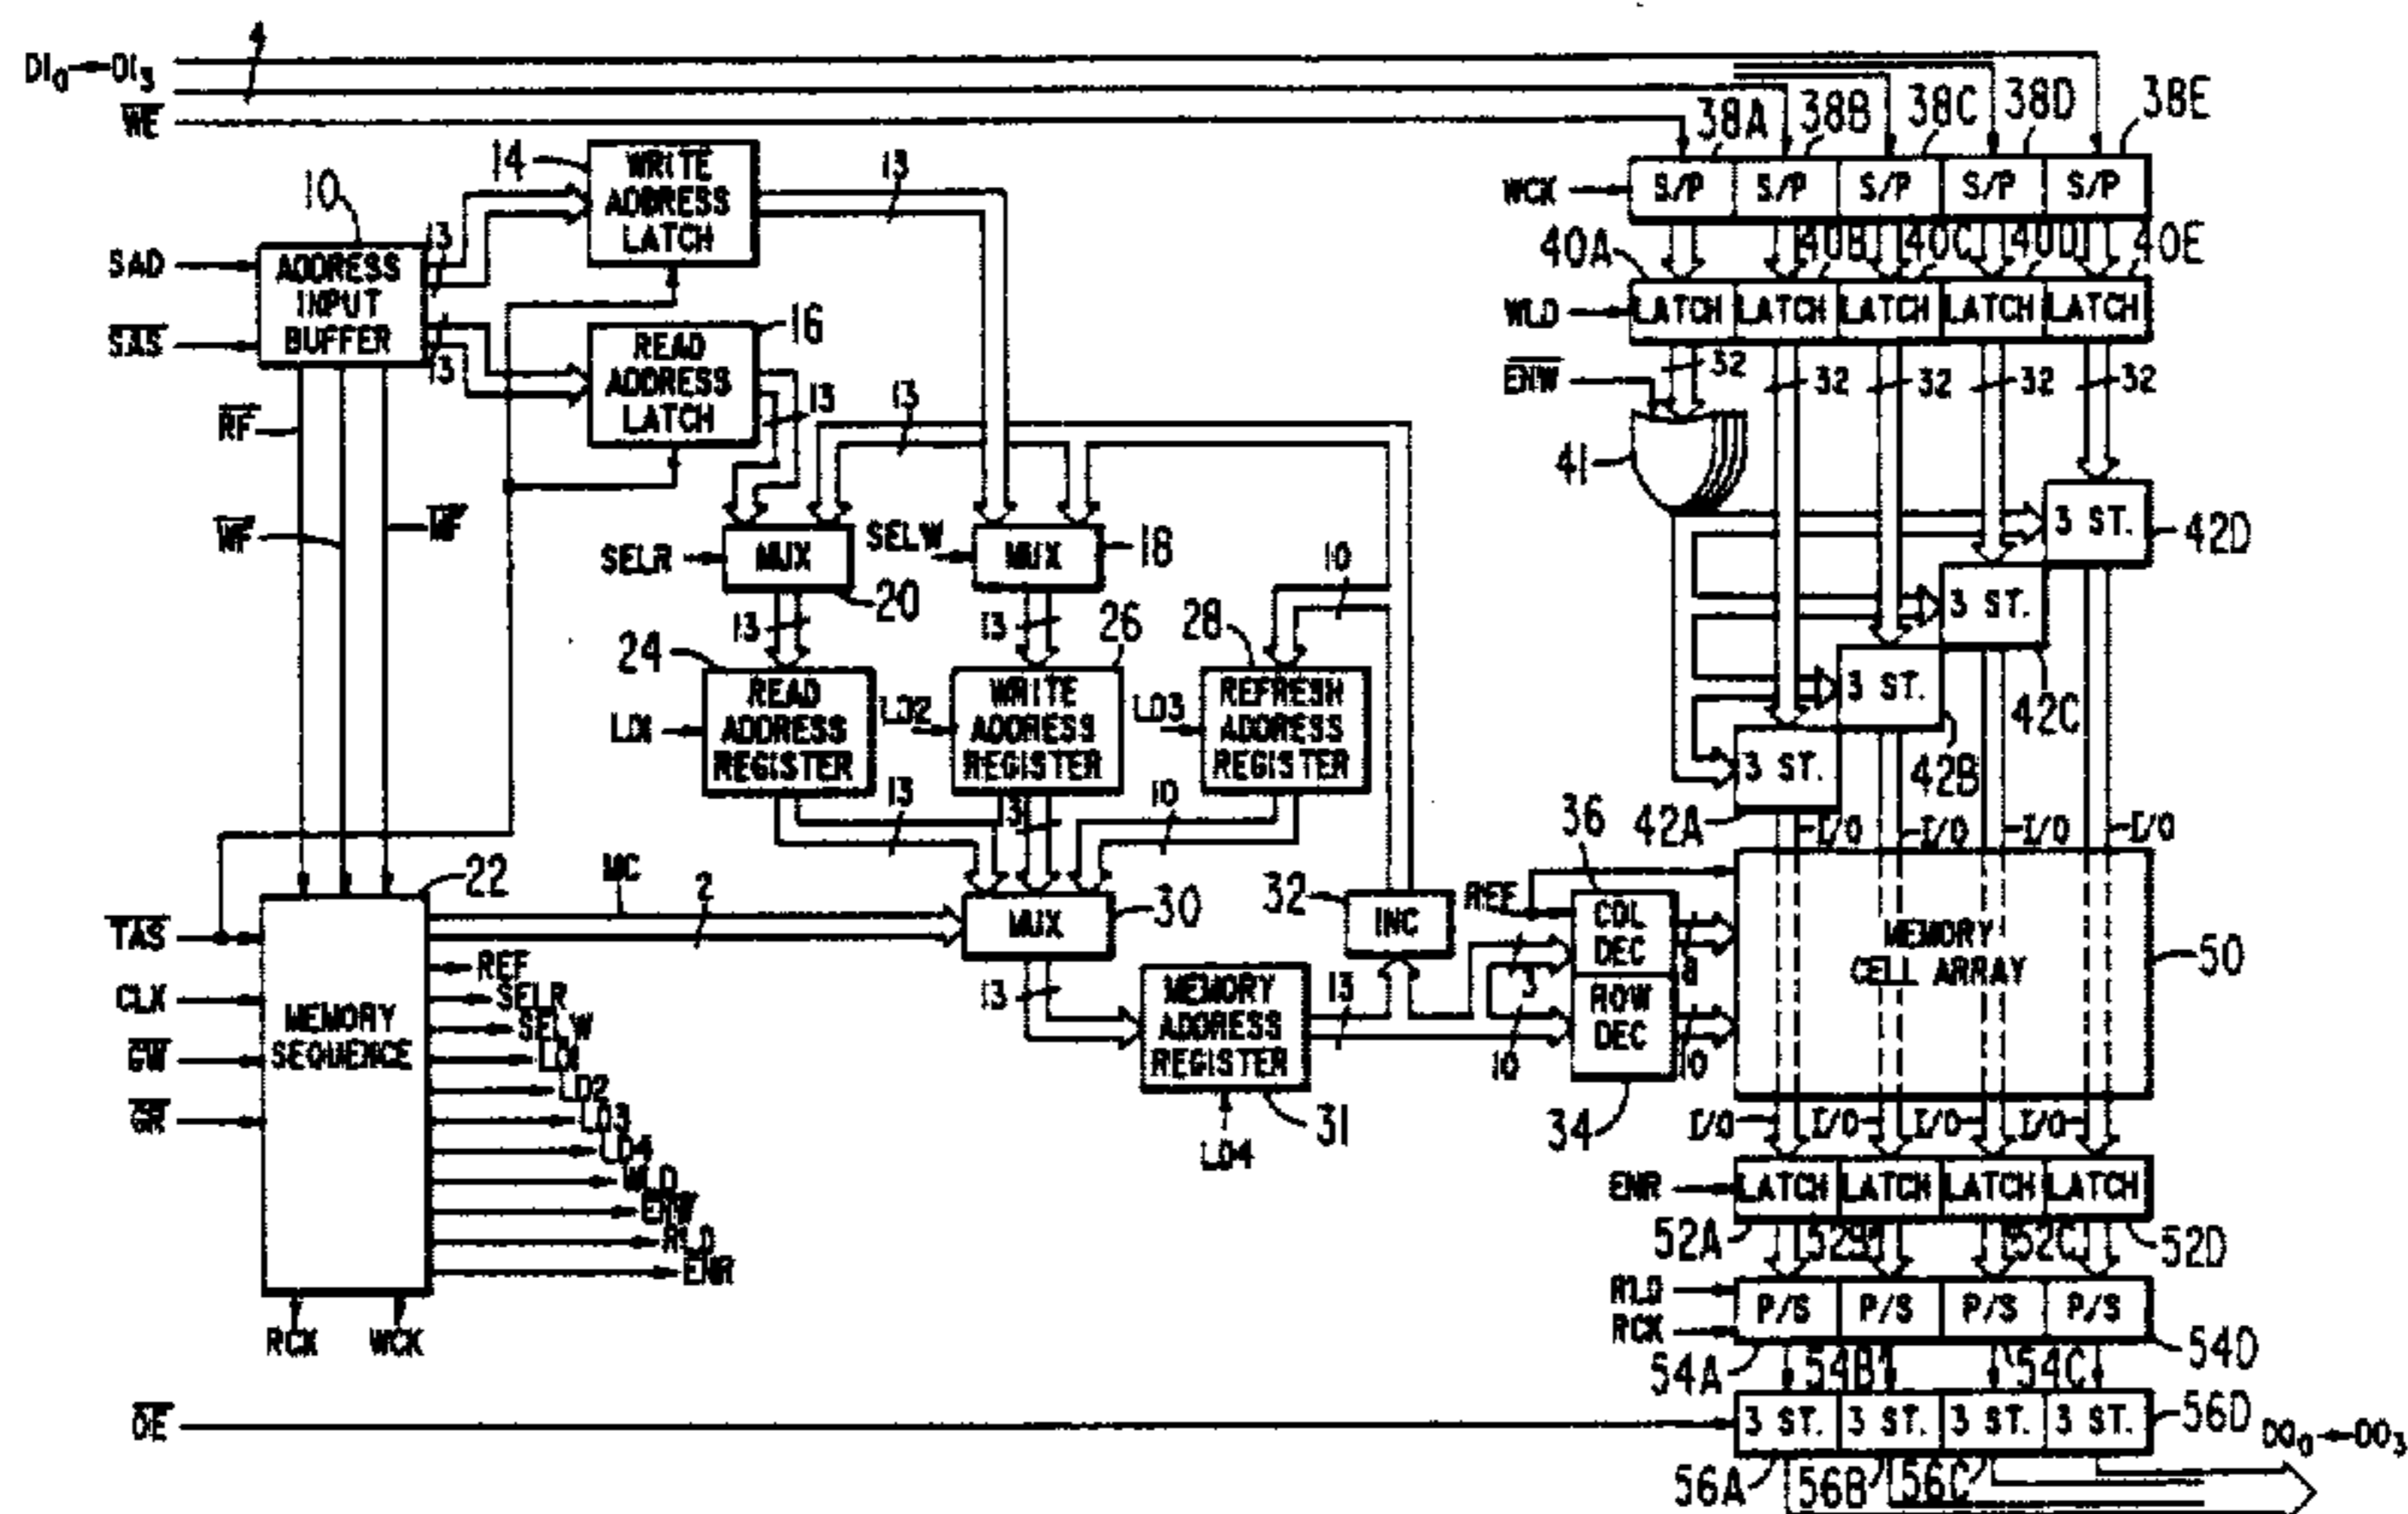 4
DI0 DI3
WE
38A 38B 38C 38D 38E
WCK S/P S/P S/P S/P S/P
14 WRITE ADDRESS LATCH 13
10
SAD
SAS
ADDRESS INPUT BUFFER
13
13
40A 40B 40C 40D 40E
WLD LATCH LATCH LATCH LATCH LATCH
16 READ ADDRESS LATCH 13
13
13
ENW
32 32 32 32 32
41
RF
WF
3 ST. 42D
3 ST. 42C
3 ST. 42B
3 ST. 42A
SELR MUX 20
SELW MUX 18
10
10
13
13
24 READ ADDRESS REGISTER
26 WRITE ADDRESS REGISTER
28 REFRESH ADDRESS REGISTER
LD2
LD3
13
10
I/O I/O I/O I/O
22
MC
2
MUX 30
32 INC
REF
36
COL DEC
ROW DEC
34
3
8
10
10
MEMORY CELL ARRAY
50
TAS
CLK
GW
GR
MEMORY SEQUENCE
REF
SELR
SELW
LD1
LD2
LD3
LD4
WLD
ENW
RLD
ENR
RCK WCK
13
MEMORY ADDRESS REGISTER
13
13
31
LD4
I/O I/O I/O I/O
ENR LATCH LATCH LATCH LATCH
52A 52B 52C 52D
RLD
RCK
P/S P/S P/S P/S
54A 54B 54C 54D
OE
3 ST. 3 ST. 3 ST. 3 ST.
56A 56B 56C 56D
DO0 DO3